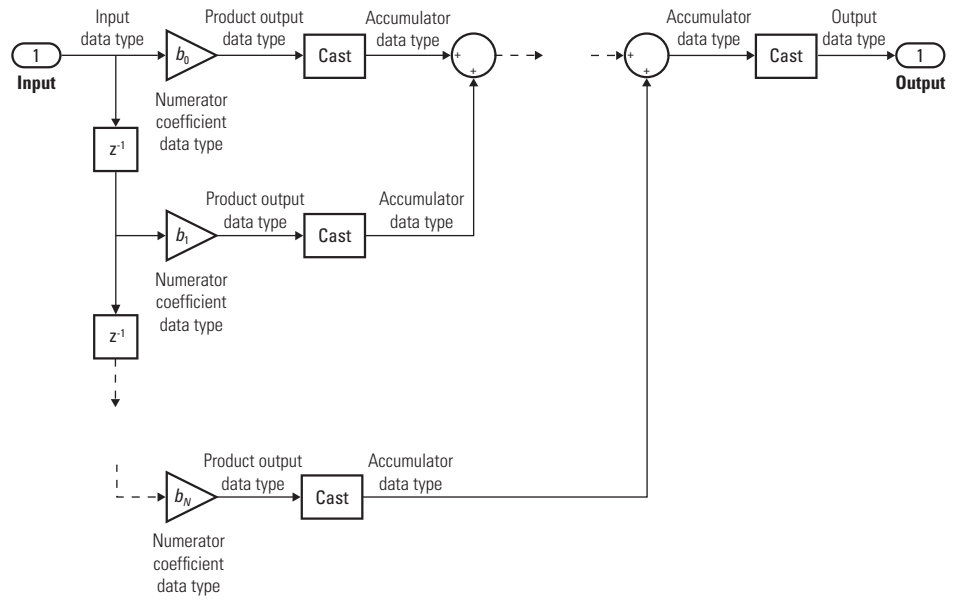 Input
data type
Product output
data type
Accumulator
data type
Accumulator
data type
Output
data type
1
Input
b0
Cast
+
+
+
+
Cast
1
Output
Numerator
coefficient
data type
z-1
Product output
data type
Accumulator
data type
b1
Cast
Numerator
coefficient
data type
z-1
Product output
data type
Accumulator
data type
bN
Cast
Numerator
coefficient
data type